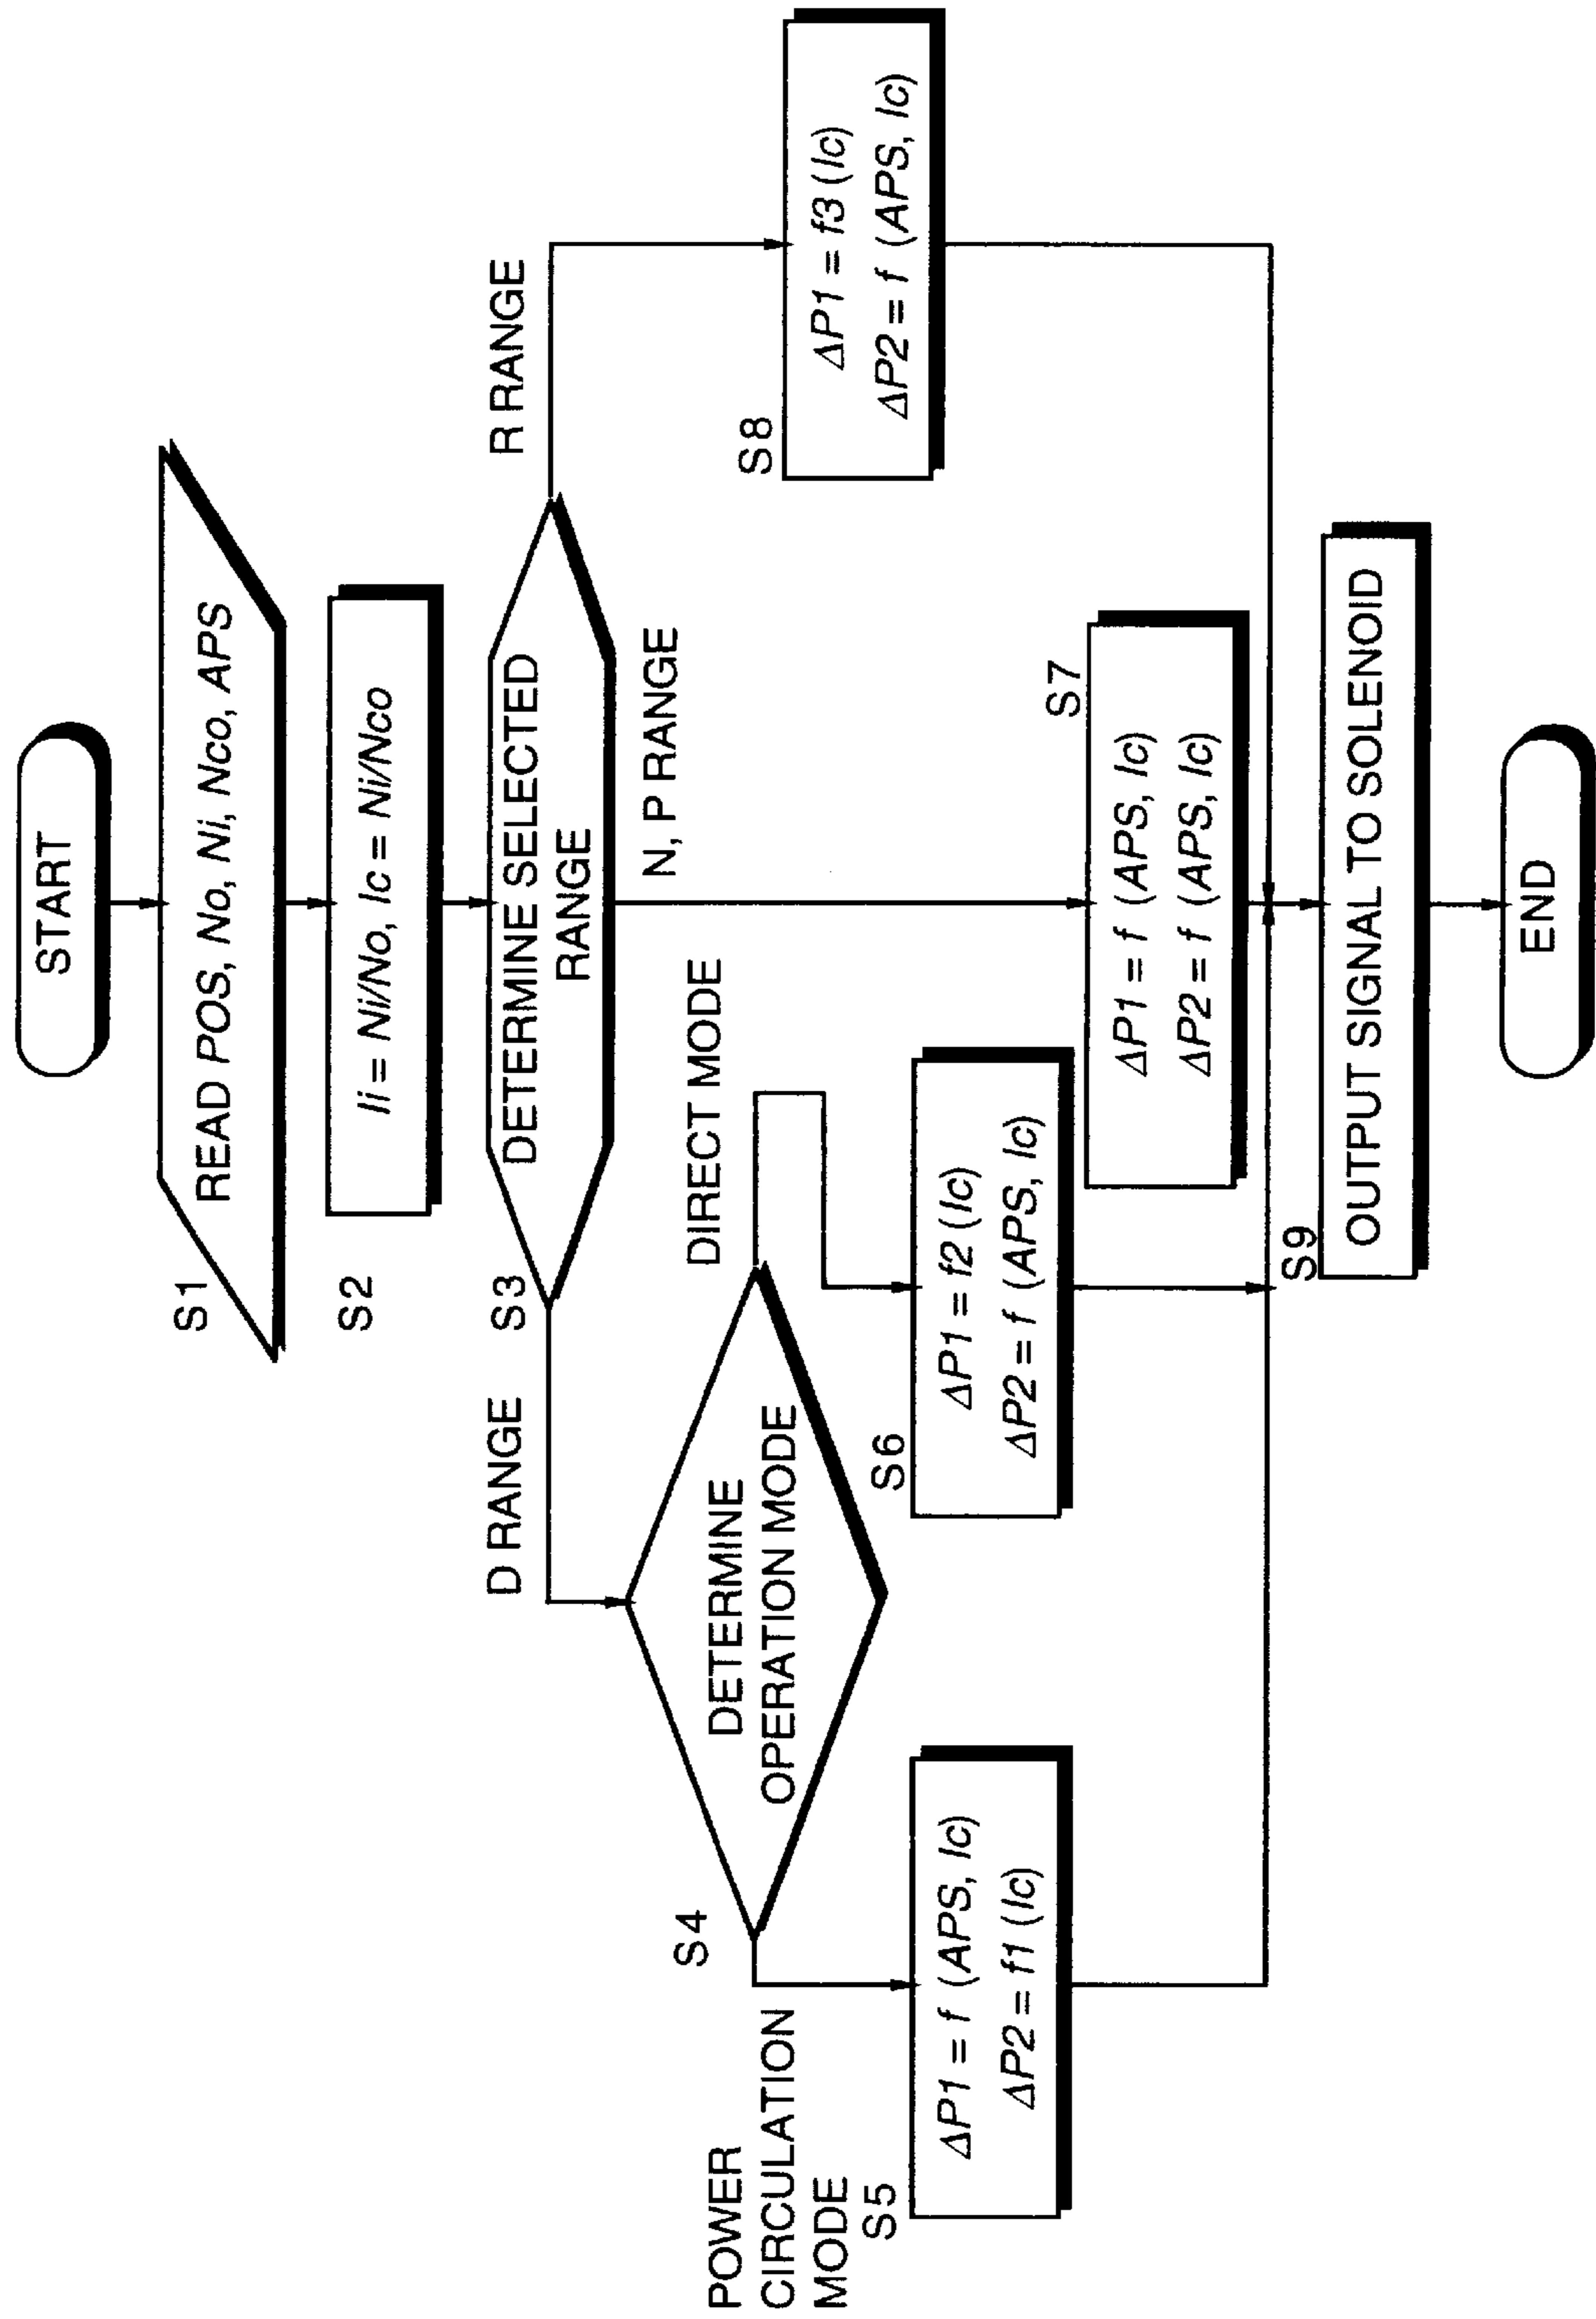 START
S1
READ POS, No, Ni, Nco, APS
S2
Ii = Ni/No, Ic = Ni/Nco
S3
DETERMINE SELECTED
RANGE
D RANGE
N, P RANGE
R RANGE
S4
DETERMINE
OPERATION MODE
POWER
CIRCULATION
MODE
DIRECT MODE
S5
ΔP1 = f (APS, Ic)
ΔP2 = f1 (Ic)
S6
ΔP1 = f2 (Ic)
ΔP2 = f (APS, Ic)
S7
ΔP1 = f (APS, Ic)
ΔP2 = f (APS, Ic)
S8
ΔP1 = f3 (Ic)
ΔP2 = f (APS, Ic)
S9
OUTPUT SIGNAL TO SOLENOID
END